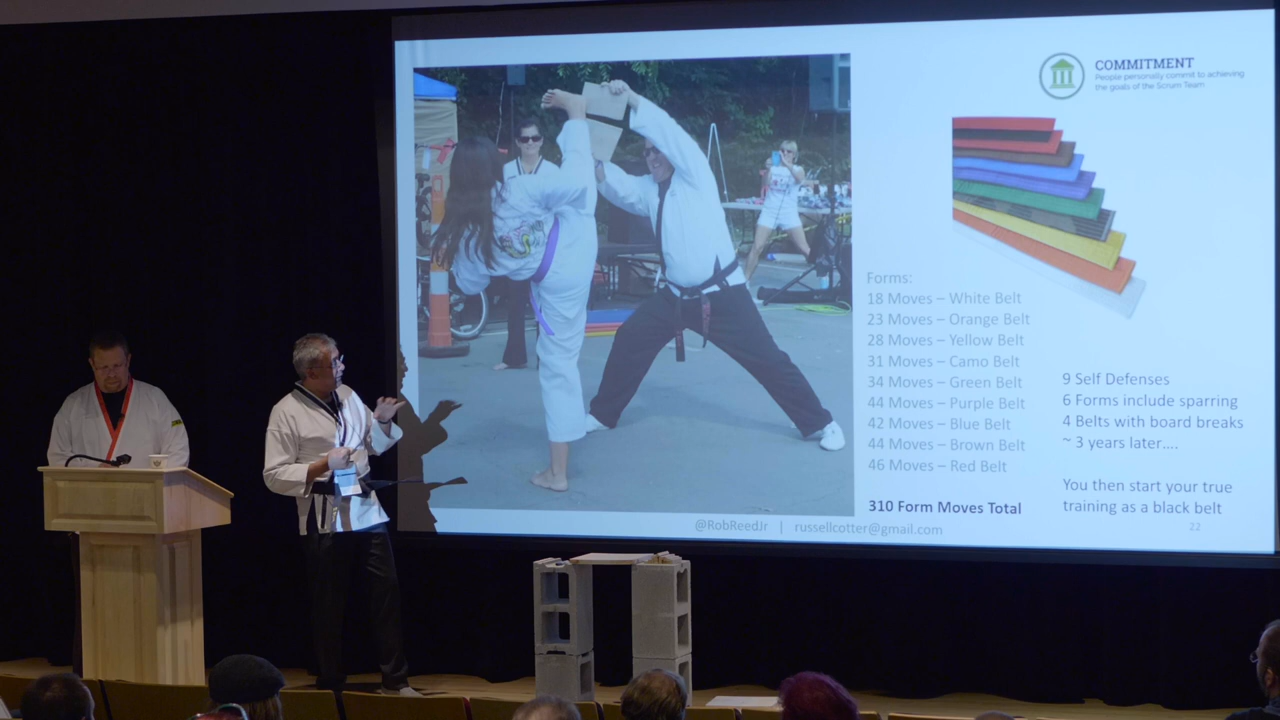 COMMITMENT
People personally commit to achieving
the goals of the Scrum Team
Forms:
18 Moves – White Belt
23 Moves – Orange Belt
28 Moves – Yellow Belt
31 Moves – Camo Belt
34 Moves – Green Belt
44 Moves – Purple Belt
42 Moves – Blue Belt
44 Moves – Brown Belt
46 Moves – Red Belt
310 Form Moves Total
9 Self Defenses
6 Forms include sparring
4 Belts with board breaks
~ 3 years later....
You then start your true
training as a black belt
@RobReedJr | russellcotter@gmail.com
22